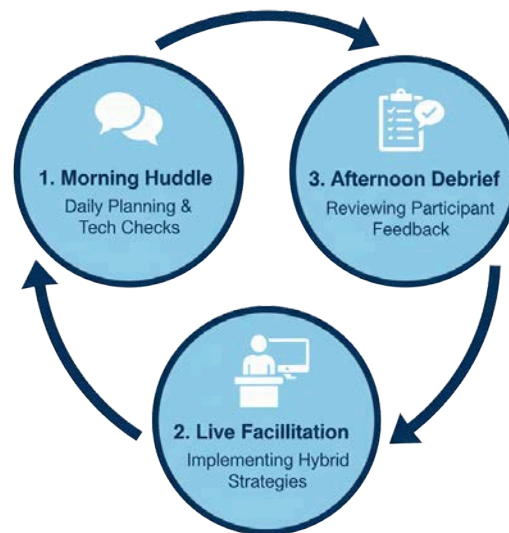 1. Morning Huddle
Daily Planning &
Tech Checks
3. Afternoon Debrief
Reviewing Participant
Feedback
2. Live Facillitation
Implementing Hybrid
Strategies